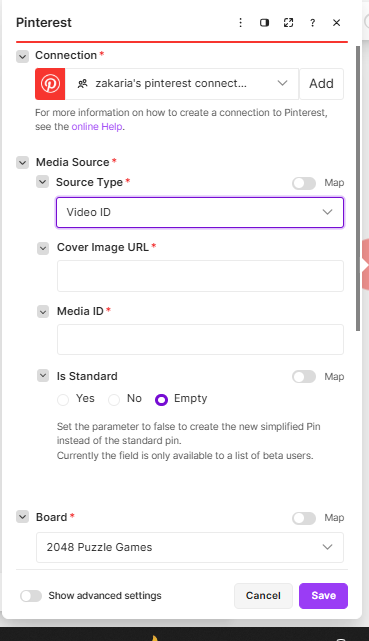 Pinterest
Connection*
zakaria's pinterest connect...
Add
For more information on how to create a connection to Pinterest,
see the online Help.
Media Source*
Source Type*
Map
Video ID
Cover Image URL*
Media ID*
Is Standard
Map
Yes No Empty
Set the parameter to false to create the new simplified Pin
instead of the standard pin.
Currently the field is only available to a list of beta users.
Board*
Map
2048 Puzzle Games
Show advanced settings
Cancel
Save